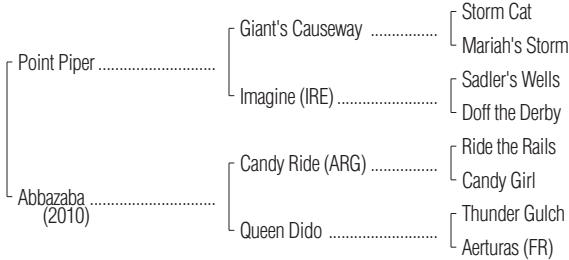 Storm Cat
Giant's Causeway ................
Mariah's Storm
Point Piper ............................
Sadler's Wells
Imagine (IRE) ........................
Doff the Derby
Ride the Rails
Candy Ride (ARG) .................
Candy Girl
Abbazaba ..............................
(2010)
Thunder Gulch
Queen Dido ..........................
Aerturas (FR)